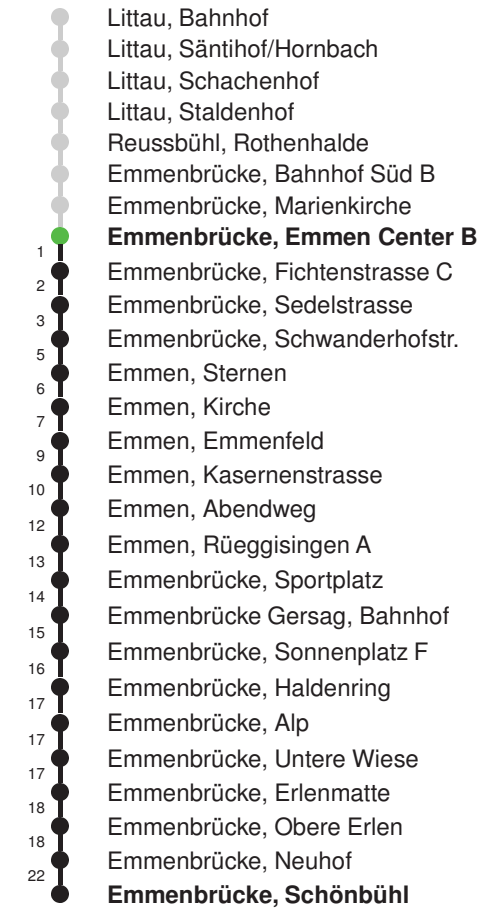 Littau, Bahnhof
Littau, Säntihof/Hornbach
Littau, Schachenhof
Littau, Staldenhof
Reussbühl, Rothenhalde
Emmenbrücke, Bahnhof Süd B
Emmenbrücke, Marienkirche
Emmenbrücke, Emmen Center B
1
Emmenbrücke, Fichtenstrasse C
2
Emmenbrücke, Sedelstrasse
3
Emmenbrücke, Schwanderhofstr.
5
Emmen, Sternen
6
Emmen, Kirche
7
Emmen, Emmenfeld
9
Emmen, Kasernenstrasse
10
Emmen, Abendweg
12
Emmen, Rüeggisingen A
13
Emmenbrücke, Sportplatz
14
Emmenbrücke Gersag, Bahnhof
15
Emmenbrücke, Sonnenplatz F
16
Emmenbrücke, Haldenring
17
Emmenbrücke, Alp
17
Emmenbrücke, Untere Wiese
17
Emmenbrücke, Erlenmatte
18
Emmenbrücke, Obere Erlen
18
Emmenbrücke, Neuhof
22
Emmenbrücke, Schönbühl